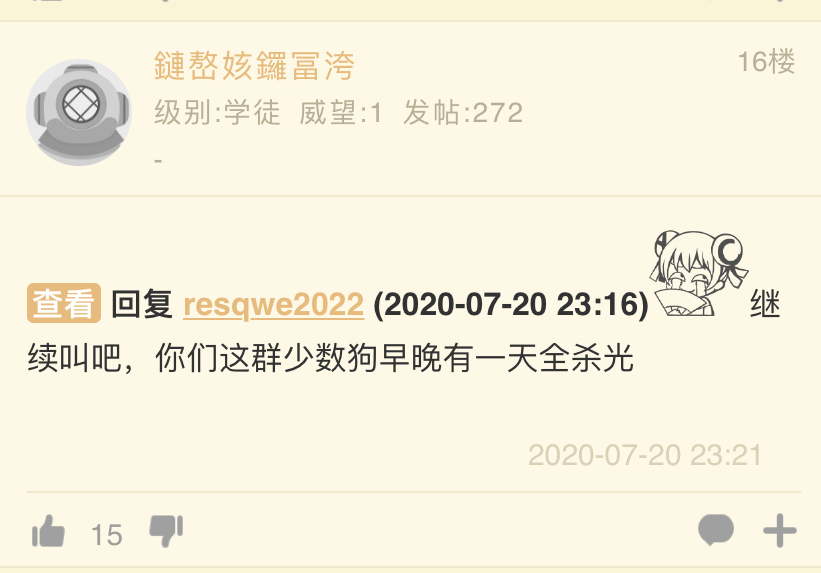 鏈嶅姟鑼冨洿
16楼
级别:学徒 威望:1 发帖:272
-
查看 回复 resqwe2022 (2020-07-20 23:16) 继
续叫吧，你们这群少数狗早晚有一天全杀光
2020-07-20 23:21
15